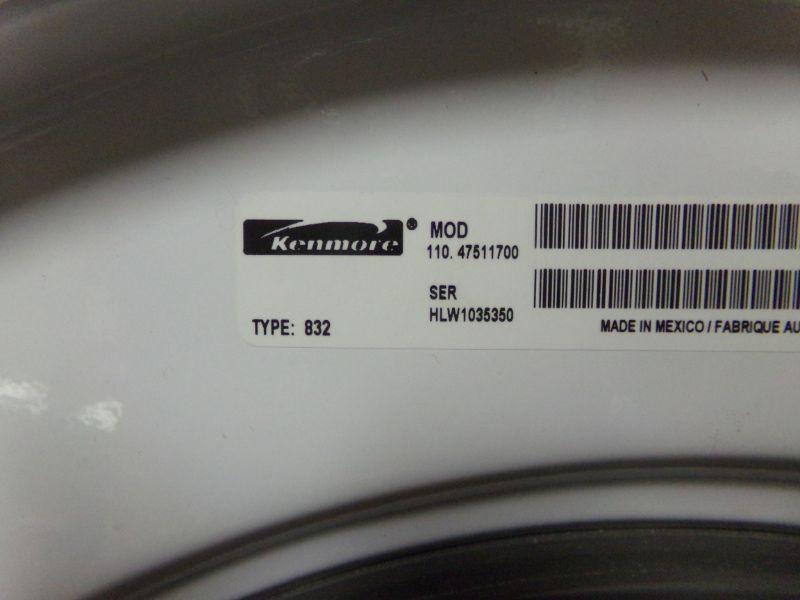 Kenmore®
MOD
110. 47511700
SER
HLW1035350
TYPE: 832
MADE IN MEXICO / FABRIQUE AU